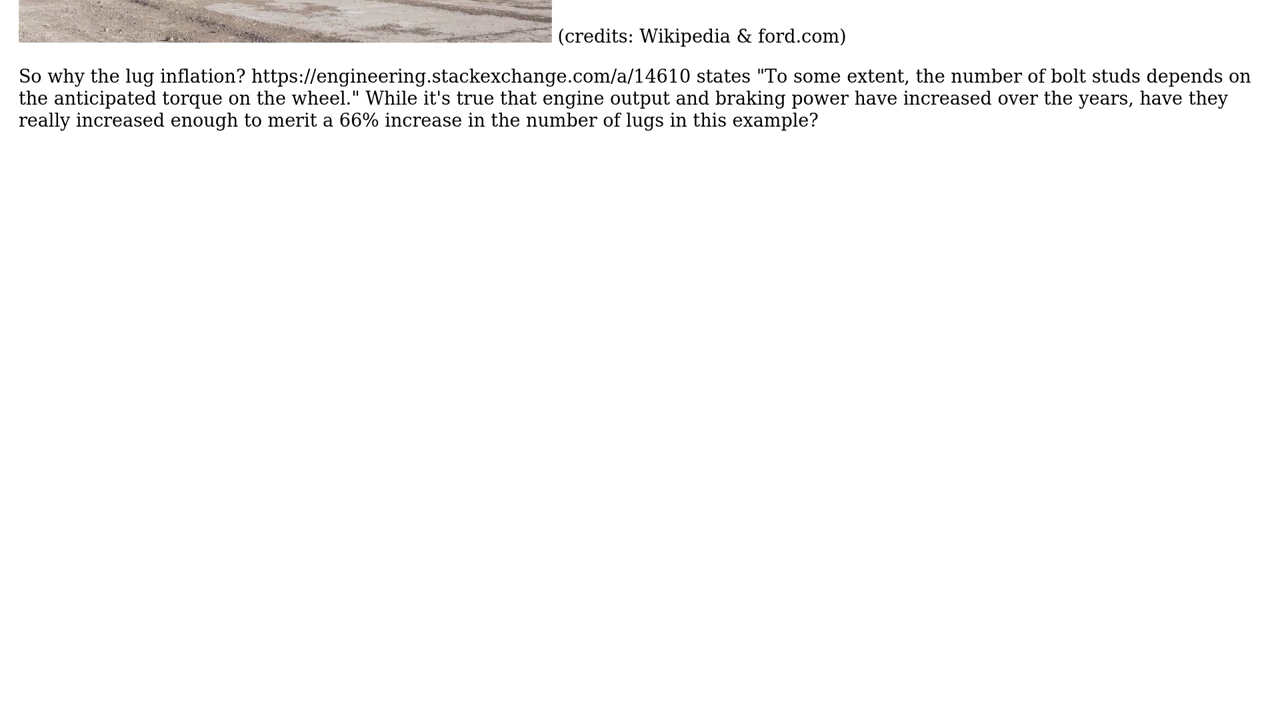 (credits: Wikipedia & ford.com)
So why the lug inflation? https://engineering.stackexchange.com/a/14610 states "To some extent, the number of bolt studs depends on
the anticipated torque on the wheel." While it's true that engine output and braking power have increased over the years, have they
really increased enough to merit a 66% increase in the number of lugs in this example?